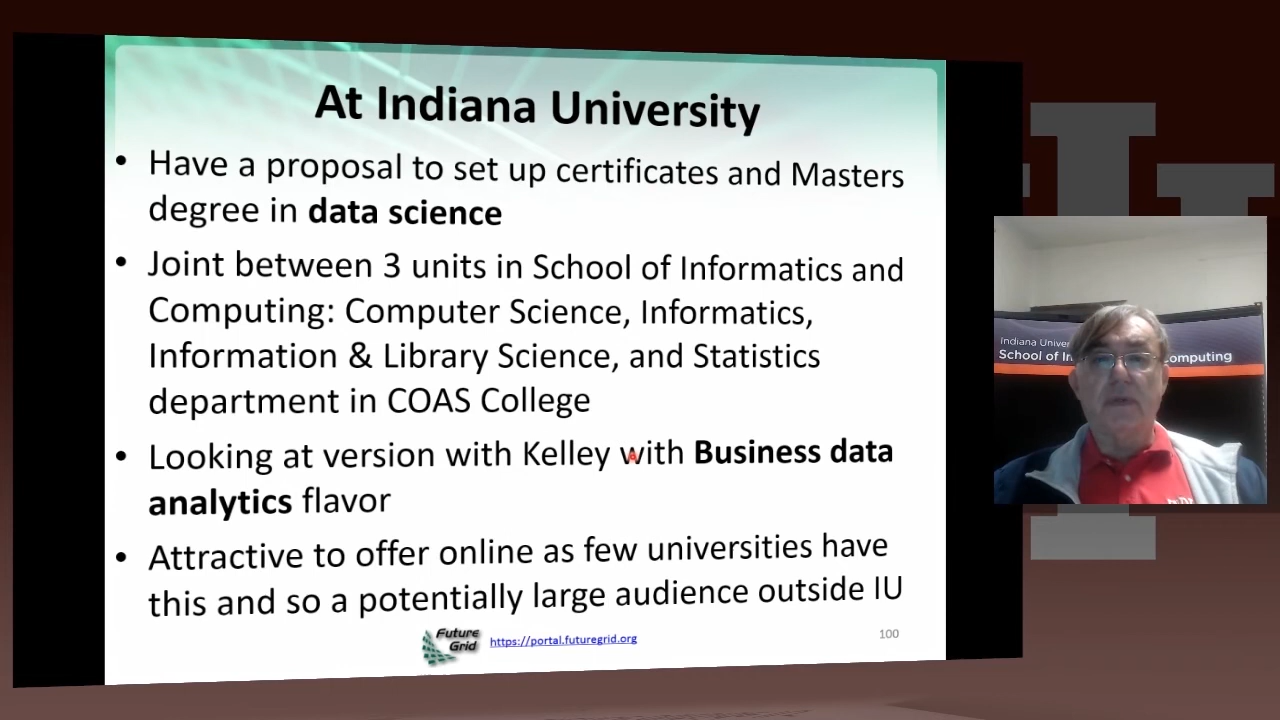 At Indiana University
• Have a proposal to set up certificates and Masters
degree in data science
• Joint between 3 units in School of Informatics and
Computing: Computer Science, Informatics,
Information & Library Science, and Statistics
department in COAS College
• Looking at version with Kelley with Business data
analytics flavor
• Attractive to offer online as few universities have
this and so a potentially large audience outside IU
Future
Grid
https://portal.futuregrid.org
100
Indiana
School of
omputing